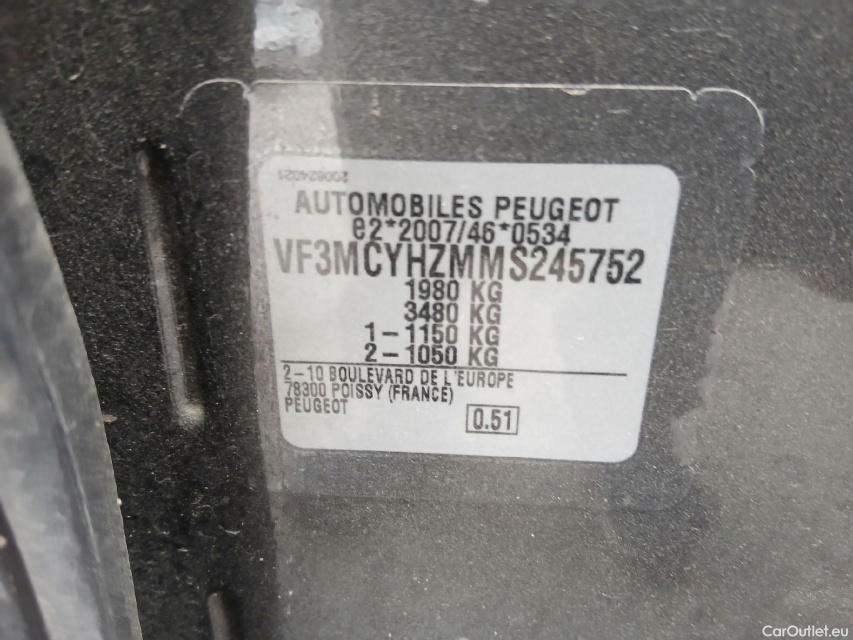 200624021
AUTOMOBILES PEUGEOT
e2*2007/46*0534
VF3MCYHZMMS245752
1980 KG
3480 KG
1-1150 KG
2-1050 KG
2-10 BOULEVARD DE L'EUROPE
78300 POISSY (FRANCE)
PEUGEOT
0.51
CarOutlet.eu